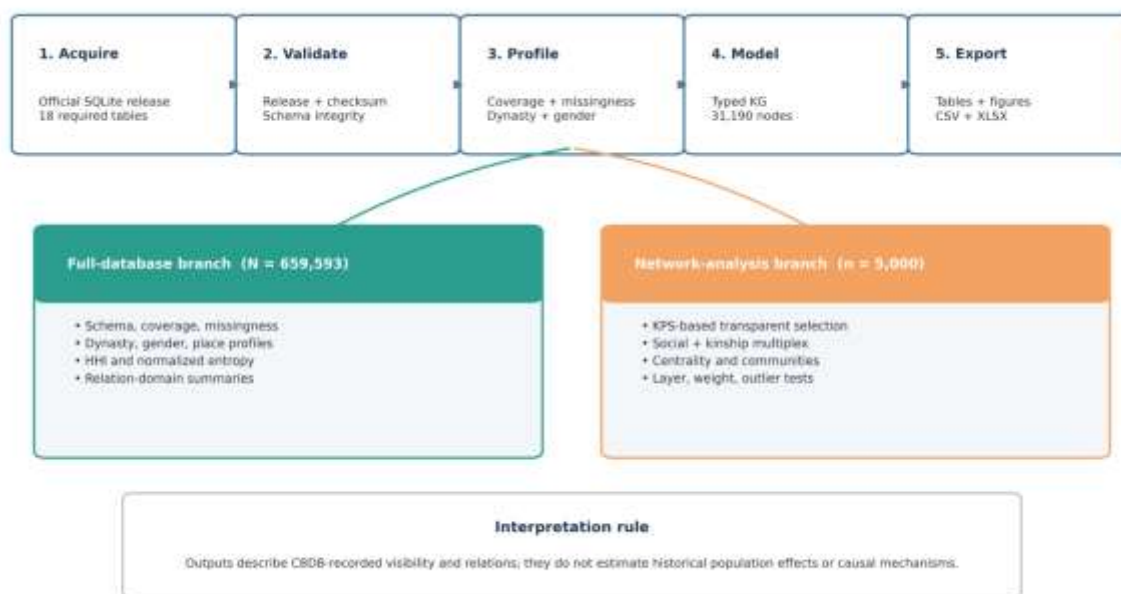 1. Acquire
Official SQLite release
18 required tables
2. Validate
Release + checksum
Schema integrity
3. Profile
Coverage + missingness
Dynasty + gender
4. Model
Typed KG
31,190 nodes
5. Export
Tables + figures
CSV + XLSX
Full-database branch (N = 659,593)
• Schema, coverage, missingness
• Dynasty, gender, place profiles
• HHI and normalized entropy
• Relation-domain summaries
Network-analysis branch (n = 5,000)
• KPS-based transparent selection
• Social + kinship multiplex
• Centrality and communities
• Layer, weight, outlier tests
Interpretation rule
Outputs describe CBDB-recorded visibility and relations; they do not estimate historical population effects or causal mechanisms.